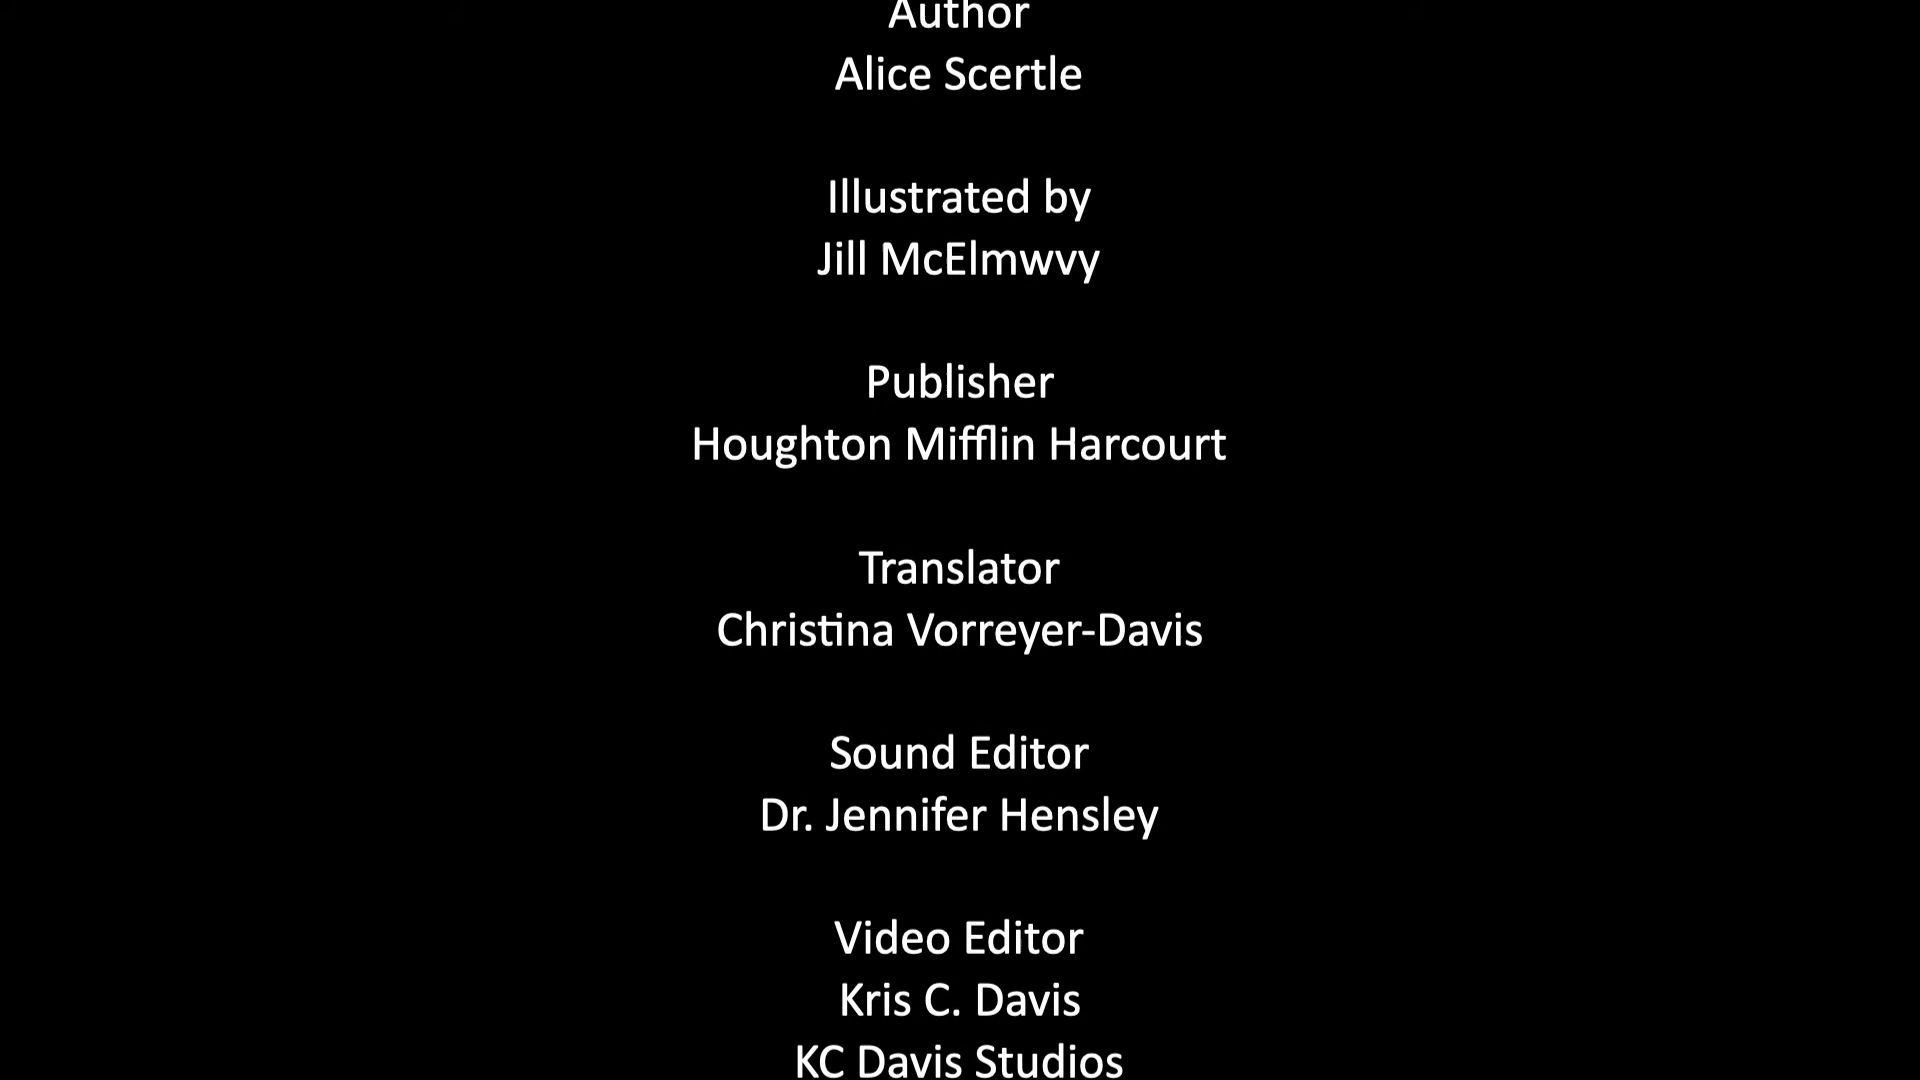 Author
Alice Scertle
Illustrated by
Jill McElmwvy
Publisher
Houghton Mifflin Harcourt
Translator
Christina Vorreyer-Davis
Sound Editor
Dr. Jennifer Hensley
Video Editor
Kris C. Davis
KC Davis Studios